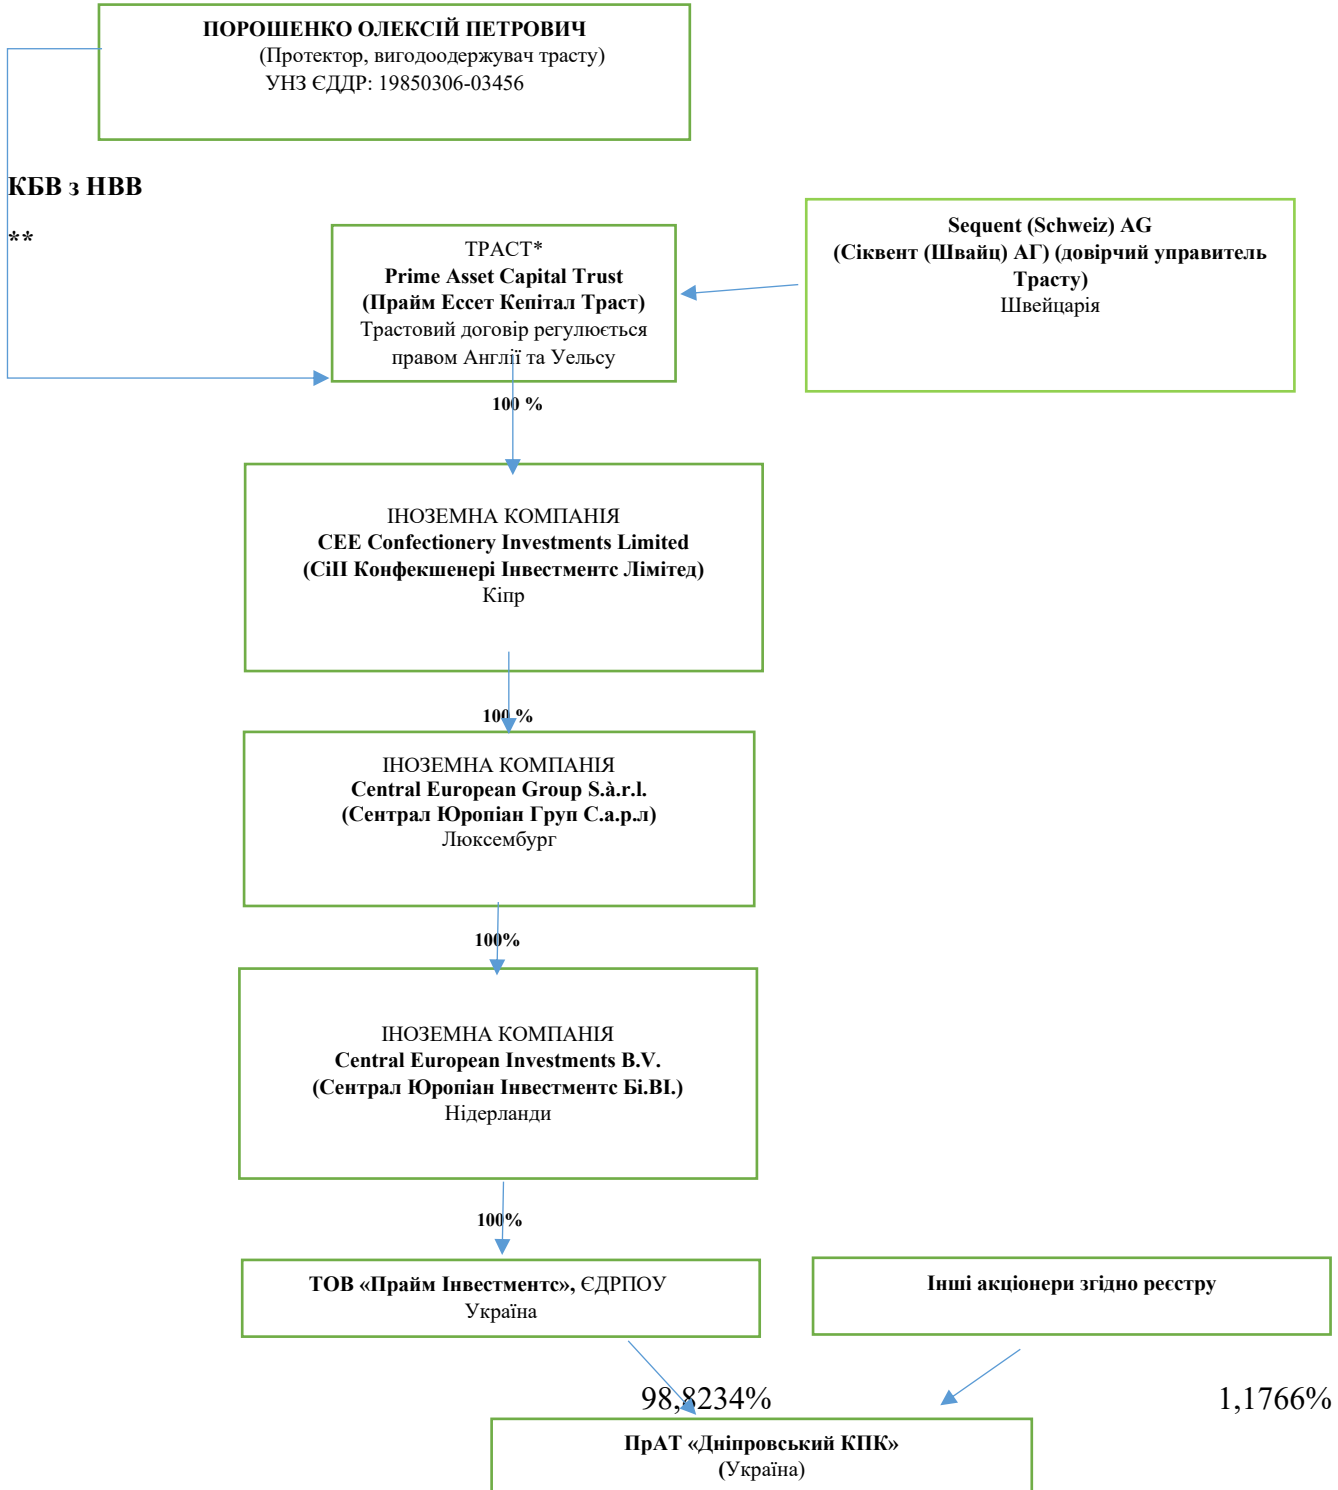 ПОРОШЕНКО ОЛЕКСІЙ ПЕТРОВИЧ
(Протектор, вигодоодержувач трасту)
УНЗ ЄДДР: 19850306-03456
КБВ з НВВ
**
ТРАСТ*
Prime Asset Capital Trust
(Прайм Ессет Кепітал Траст)
Трастовий договір регулюється
правом Англії та Уельсу
Sequent (Schweiz) AG
(Сіквент (Швайц) АГ) (довірчий управитель
Трасту)
Швейцарія
100 %
ІНОЗЕМНА КОМПАНІЯ
CEE Confectionery Investments Limited
(СіІІ Конфекшенері Інвестментс Лімітед)
Кіпр
100 %
ІНОЗЕМНА КОМПАНІЯ
Central European Group S.à.r.l.
(Сентрал Юропіан Груп С.а.р.л)
Люксембург
100%
ІНОЗЕМНА КОМПАНІЯ
Central European Investments B.V.
(Сентрал Юропіан Інвестментс Бі.ВІ.)
Нідерланди
100%
ТОВ «Прайм Інвестментс», ЄДРПОУ
Україна
Інші акціонери згідно реєстру
98,8234%
1,1766%
ПрАТ «Дніпровський КПК»
(Україна)